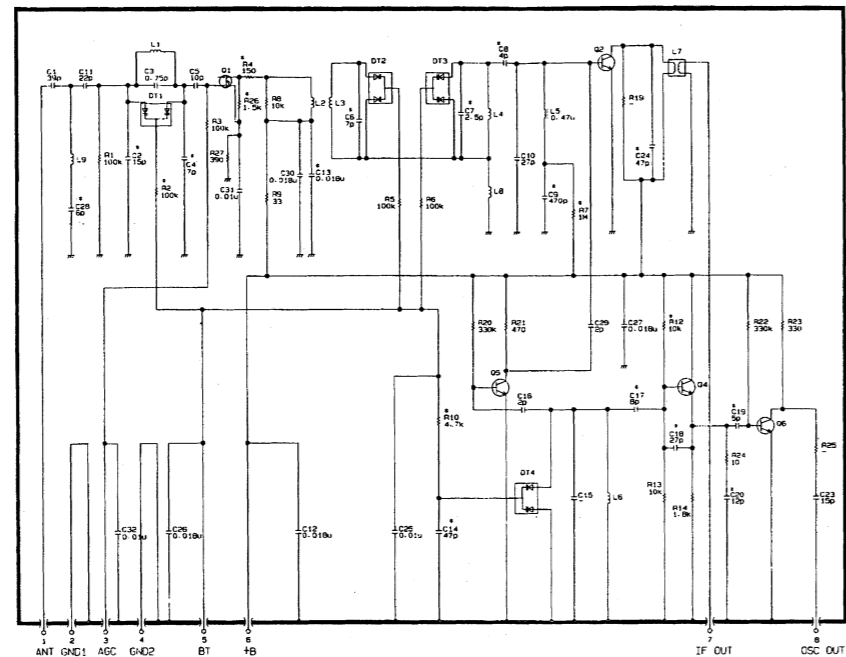 L1
C1
39p
C11
22p
C3
0.75p
C5
10p
Q1
*
R4
150
DT1
*
R26
1.5k
R8
10k
L2
L3
DT2
DT3
*
C8
4p
Q2
L7
*
C6
7p
*
C7
2.5p
L4
L5
0.47u
R19
-
*
C24
47p
L9
R1
100k
*
C2
15p
R3
100k
*
C4
7p
*
R2
100k
R27
390
C31
0.01u
C30
0.018u
*
C13
0.018u
R9
33
R5
100k
R6
100k
L8
C10
27p
*
C9
470p
*
R7
1M
*
C28
6p
R20
330k
R21
470
C29
2p
C27
0.018u
*
R12
10k
R22
330k
R23
330
Q5
Q4
C16
2p
*
C17
8p
*
R10
4.7k
*
C18
27p
*
C19
5p
Q6
R24
10
R25
-
DT4
C15
-
L6
R13
10k
R14
1.8k
*
C20
12p
C23
15p
C32
0.01u
C26
0.018u
C12
0.018u
C25
0.01u
*
C14
47p
1
2
3
4
5
6
7
8
ANT
GND1
AGC
GND2
BT
+B
IF OUT
OSC OUT